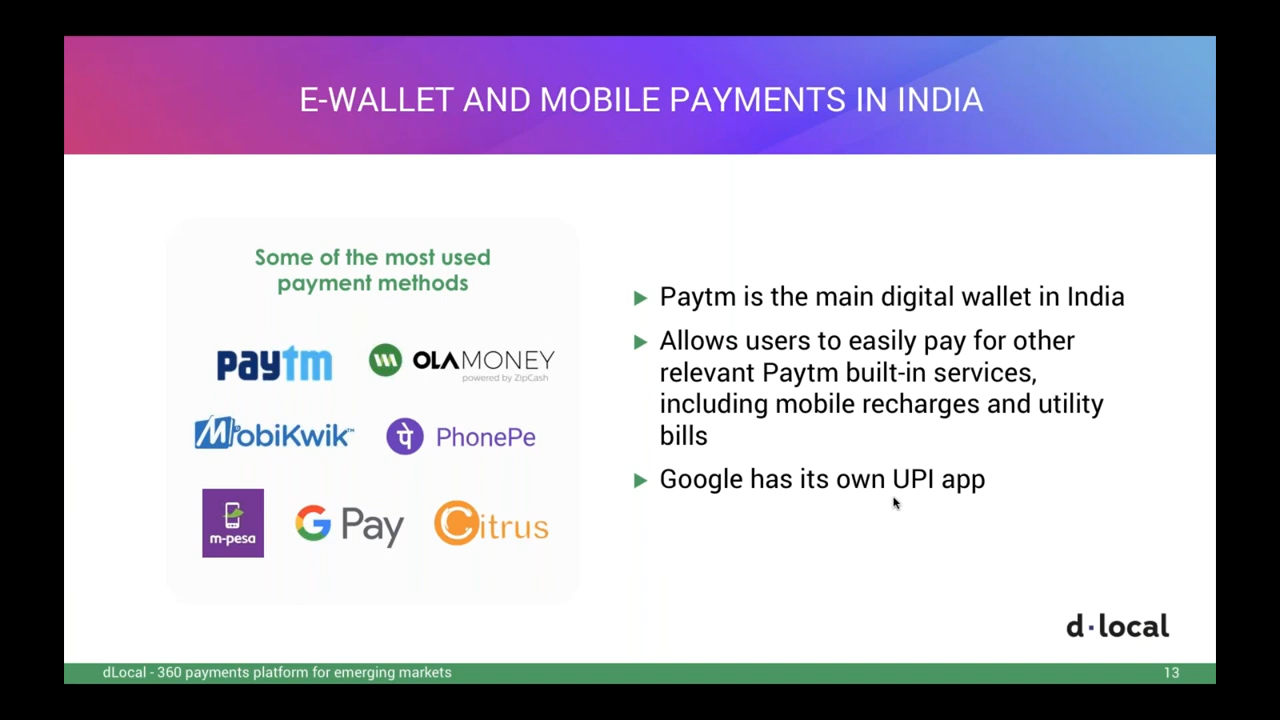 E-WALLET AND MOBILE PAYMENTS IN INDIA
Some of the most used
payment methods
paytm
OLAMONEY
powered by ZipCash
MobiKwik™
पे PhonePe
m-pesa
G Pay
Citrus
Paytm is the main digital wallet in India
Allows users to easily pay for other
relevant Paytm built-in services,
including mobile recharges and utility
bills
Google has its own UPI app
d·local
dLocal - 360 payments platform for emerging markets
13